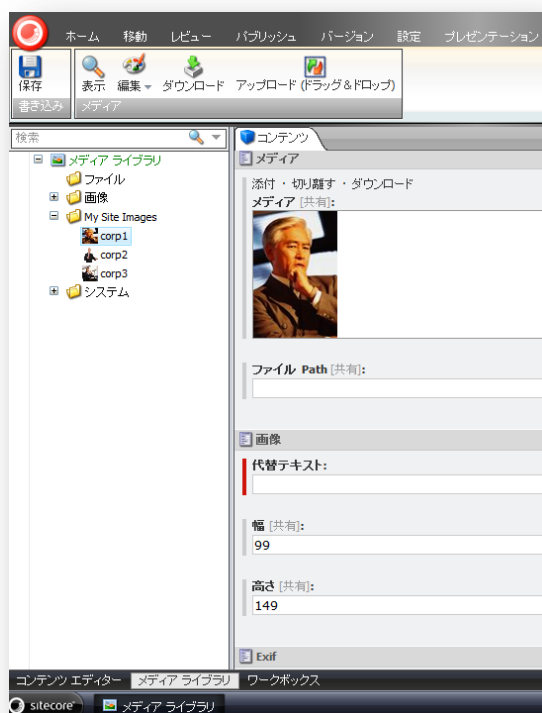 ホーム 移動 レビュー パブリッシュ バージョン 設定 プレゼンテーション
保存 表示 編集 ダウンロード アップロード (ドラッグ&ドロップ)
書き込み メディア
検索 コンテンツ
メディア ライブラリ
ファイル
画像
My Site Images
corp1
corp2
corp3
システム
メディア
添付 ・ 切り離す ・ ダウンロード
メディア [共有]:
ファイル Path [共有]:
画像
代替テキスト:
幅 [共有]:
99
高さ [共有]:
149
Exif
コンテンツ エディター メディア ライブラリ ワークボックス
sitecore メディア ライブラリ